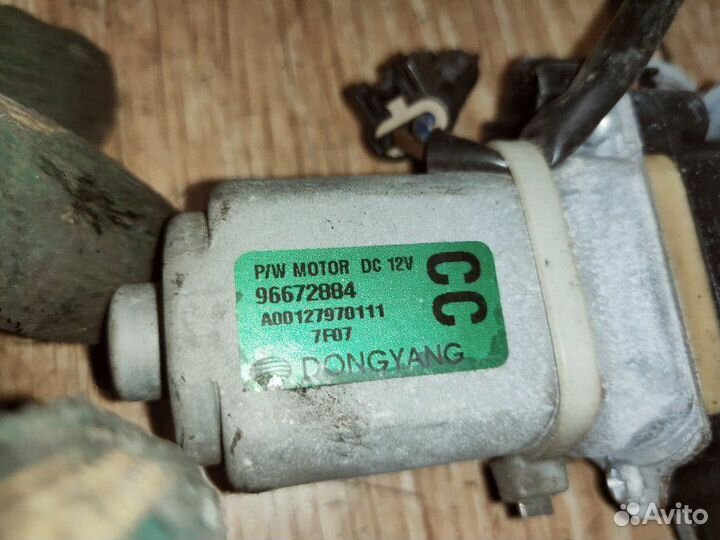 P/W MOTOR DC 12V
96672884
A00127970111
7F07
DONGYANG
CC
Avito